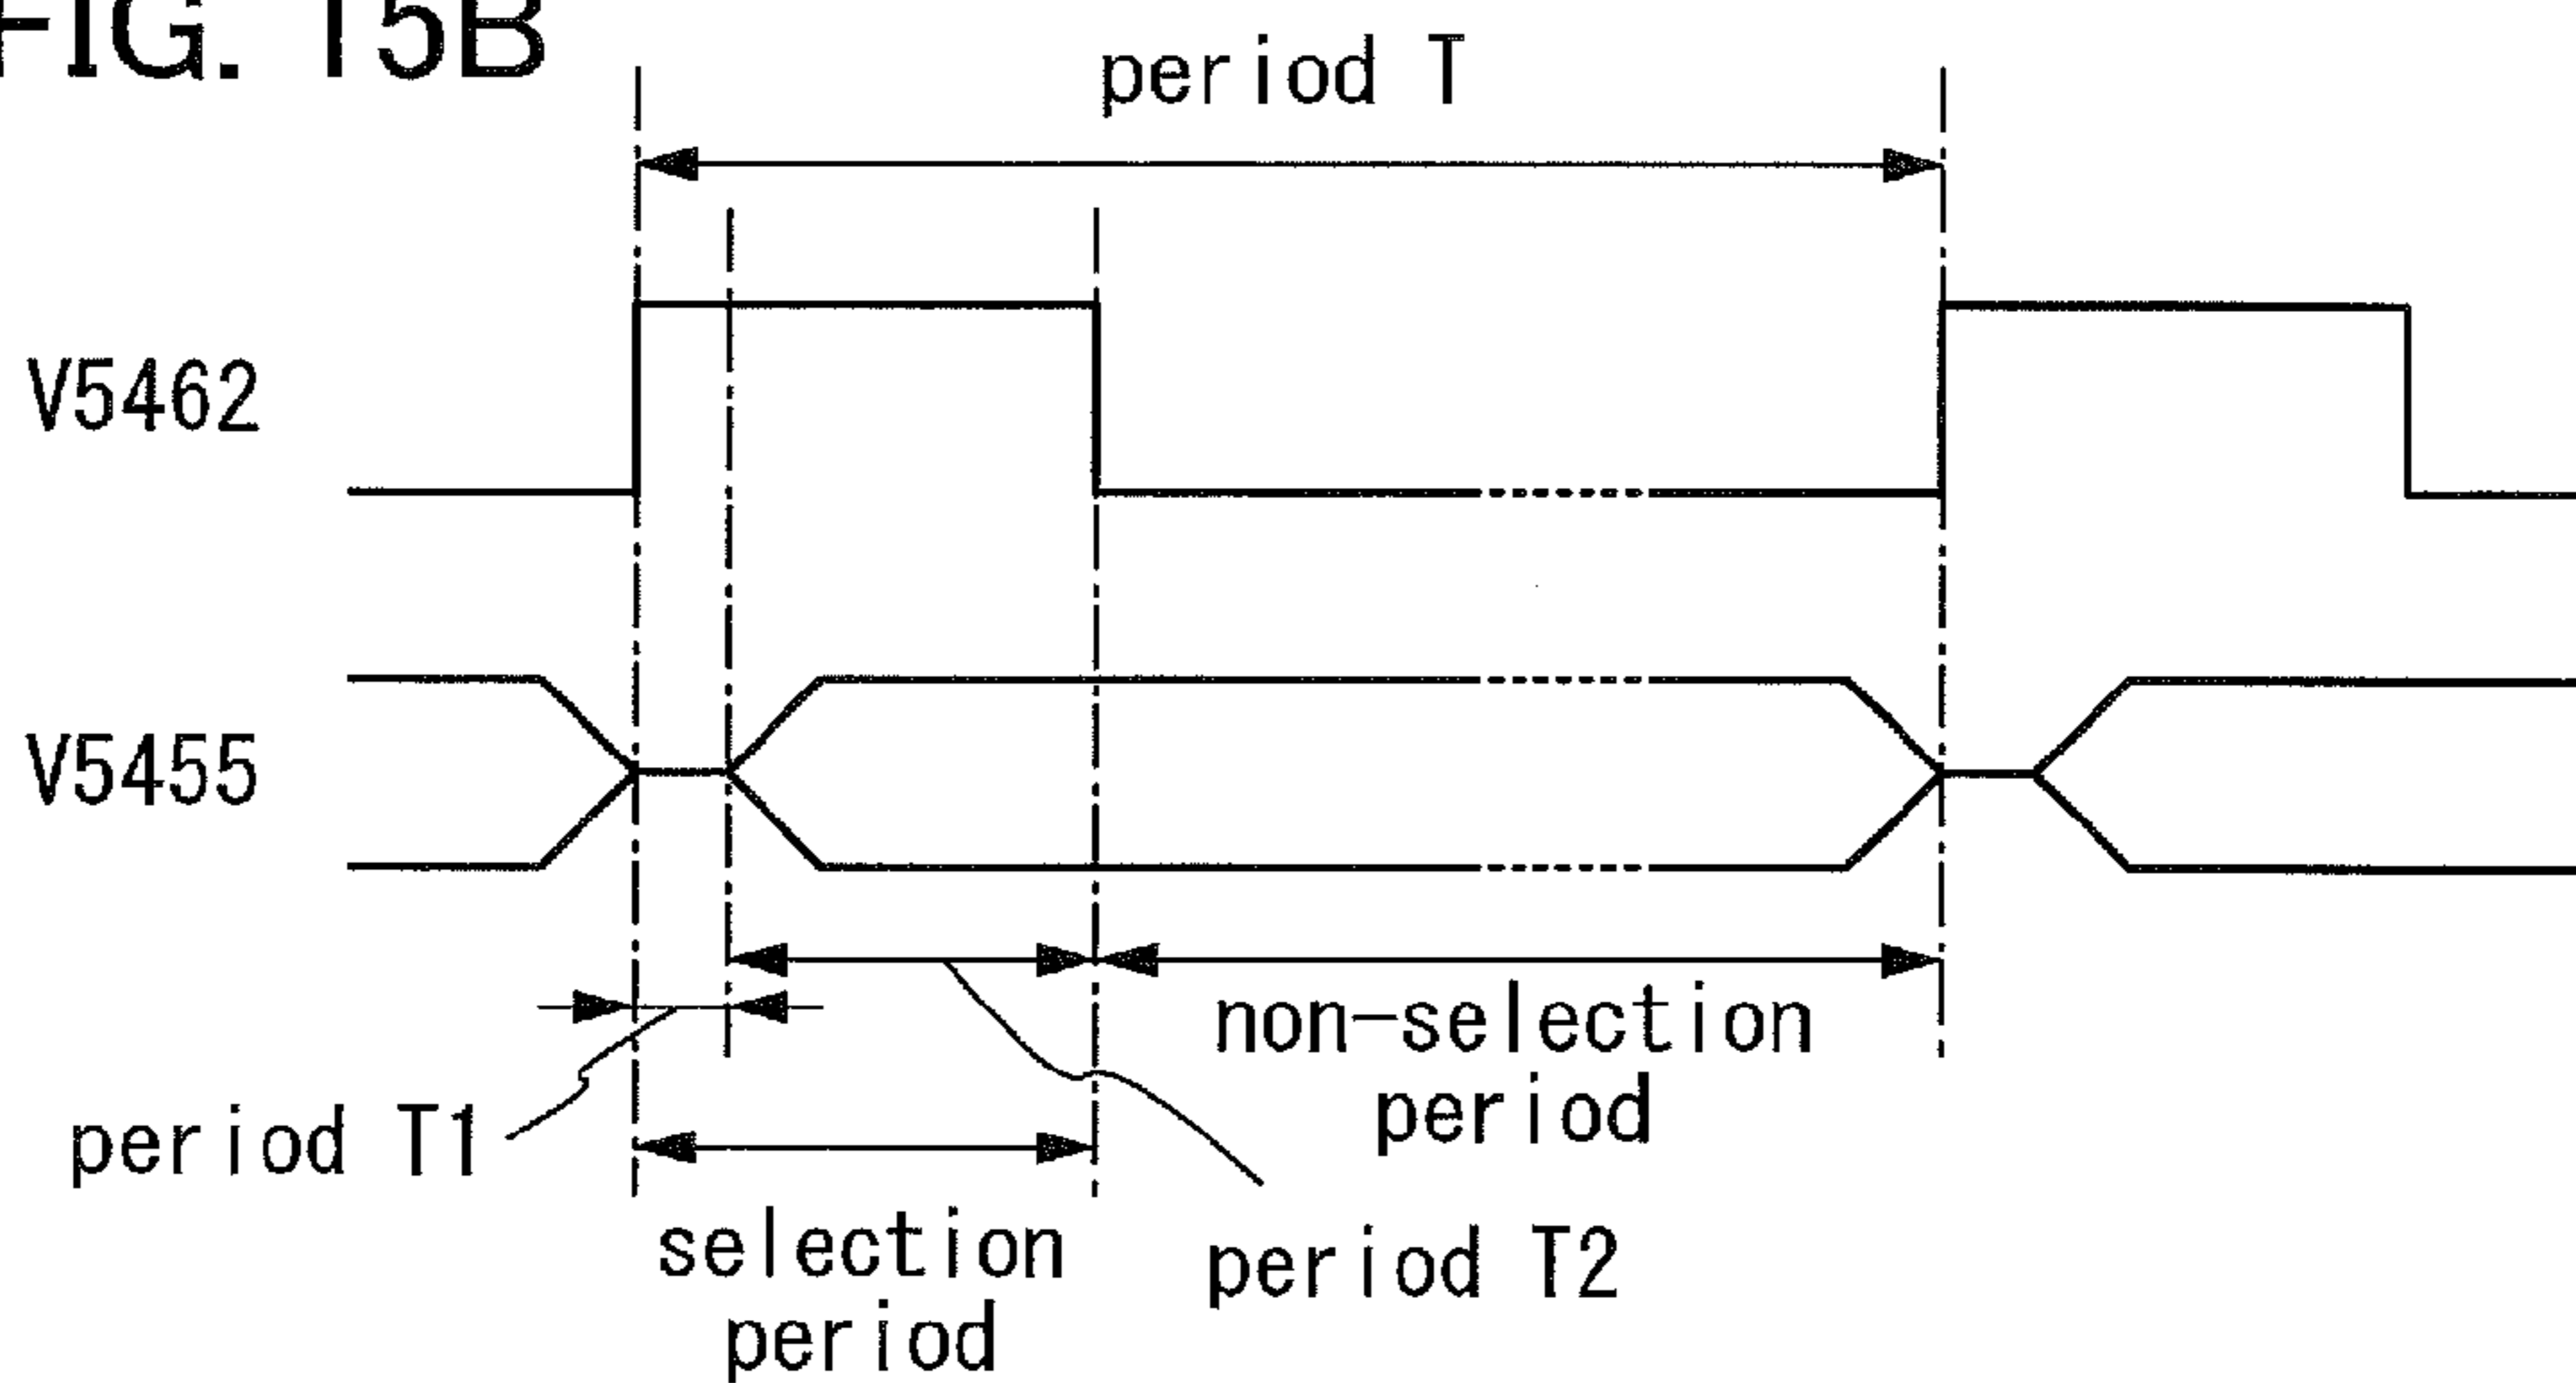 FIG. 15B
period T
V5462
V5455
non-selection
period
period T1
selection
period
period T2